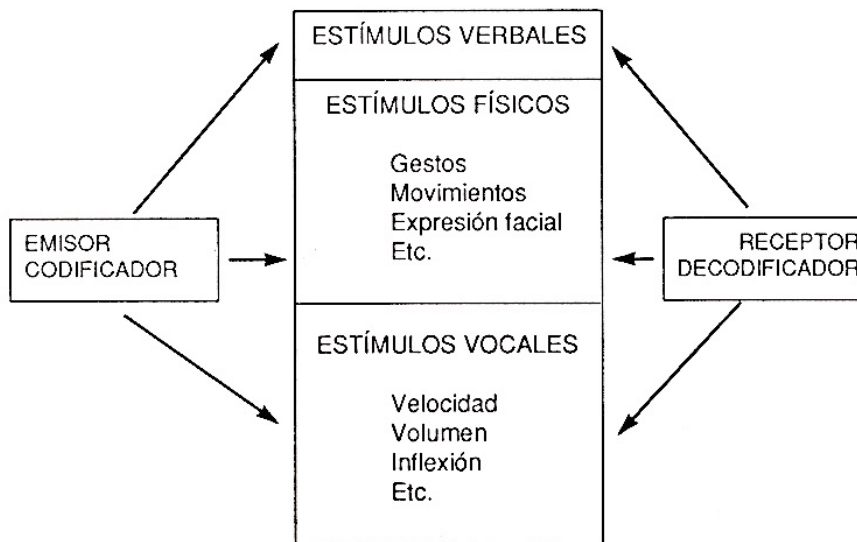 ESTÍMULOS VERBALES
ESTÍMULOS FÍSICOS
Gestos
Movimientos
Expresión facial
Etc.
EMISOR
CODIFICADOR
RECEPTOR
DECODIFICADOR
ESTÍMULOS VOCALES
Velocidad
Volumen
Inflexión
Etc.